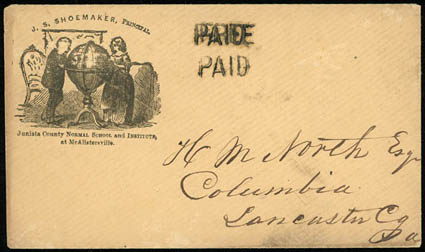 J. S. SHOEMAKER, PRINCIPAL.
Juniata County NORMAL SCHOOL and INSTITUTE,
at McAlistersville.
PAID
PAID
H M North Esq
Columbia
Lancaster Co
Pa